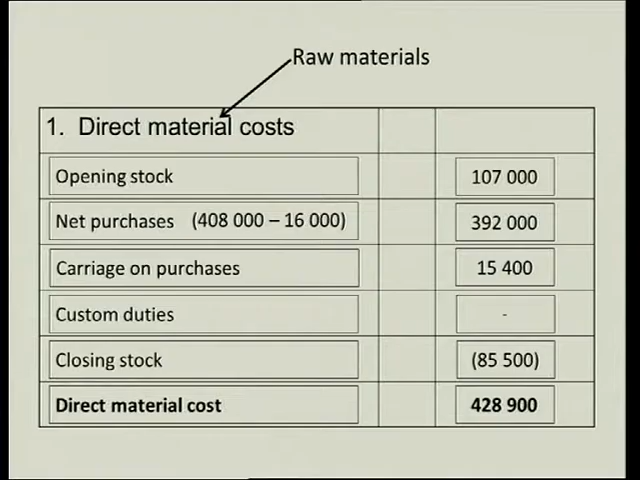 Raw materials
1. Direct material costs
Opening stock 107 000
Net purchases (408 000 – 16 000) 392 000
Carriage on purchases 15 400
Custom duties -
Closing stock (85 500)
Direct material cost 428 900